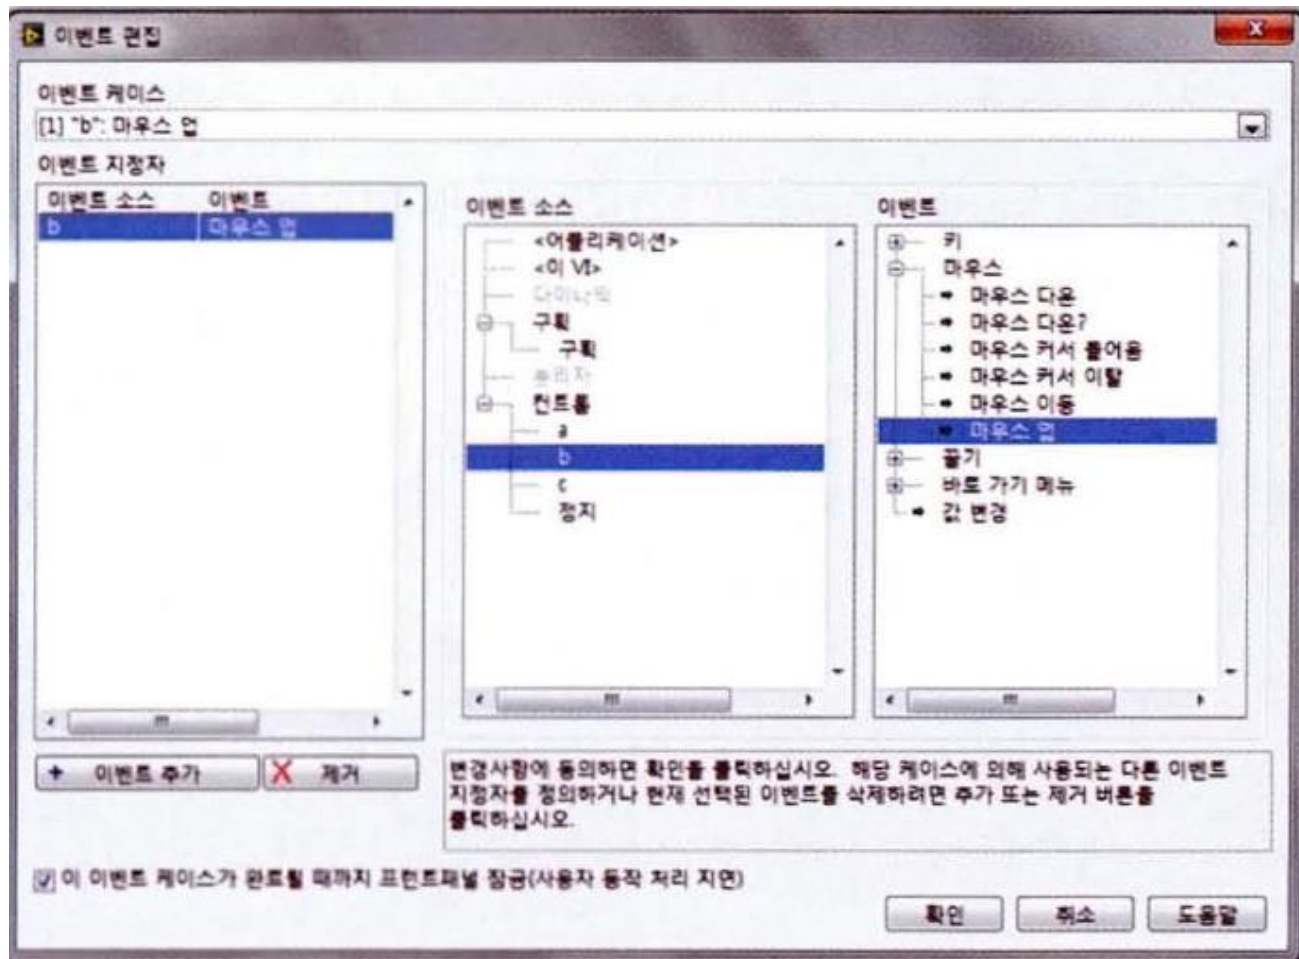 이벤트 편집
이벤트 케이스
[1] "b": 마우스 업
이벤트 지정자
이벤트 소스 이벤트
b 마우스 업
이벤트 소스
<어플리케이션>
<이 VI>
다이나믹
구획
구획
분리자
컨트롤
a
b
c
정지
이벤트
키
마우스
마우스 다운
마우스 다운?
마우스 커서 들어옴
마우스 커서 이탈
마우스 이동
마우스 업
끌기
바로 가기 메뉴
값 변경
이벤트 추가
제거
변경사항에 동의하면 확인을 클릭하십시오. 해당 케이스에 의해 사용되는 다른 이벤트
지정자를 정의하거나 현재 선택된 이벤트를 삭제하려면 추가 또는 제거 버튼을
클릭하십시오.
이 이벤트 케이스가 완료될 때까지 프런트패널 잠금(사용자 동작 처리 지연)
확인 취소 도움말